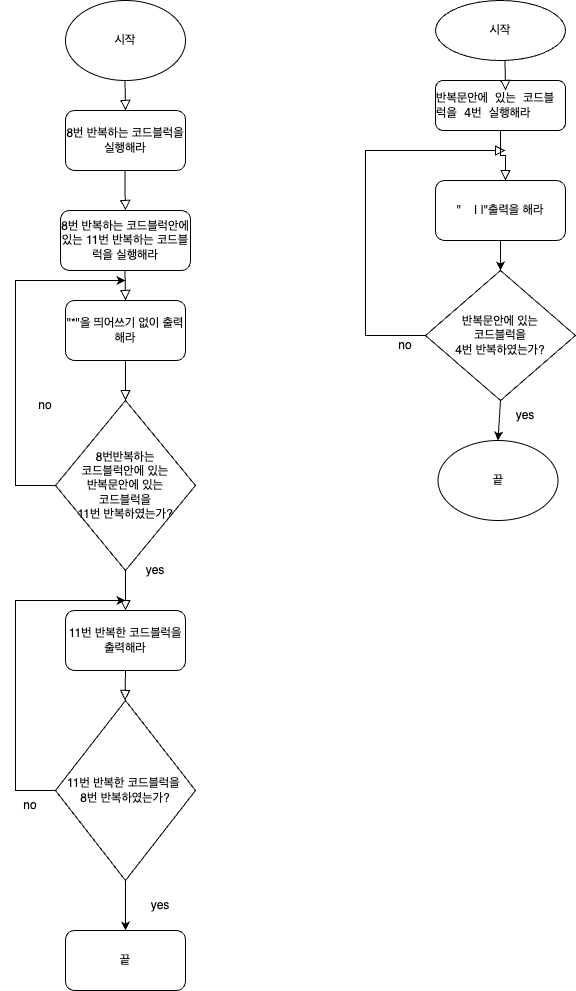 시작
8번 반복하는 코드블럭을
실행해라
8번 반복하는 코드블럭안에
있는 11번 반복하는 코드블
럭을 실행해라
"*"을 띄어쓰기 없이 출력
해라
no
8번반복하는
코드블럭안에 있는
반복문안에 있는
코드블럭을
11번 반복하였는가?
yes
11번 반복한 코드블럭을
출력해라
11번 반복한 코드블럭을
8번 반복하였는가?
no
yes
끝
시작
반복문안에 있는 코드블
럭을 4번 실행해라
" ||"출력을 해라
반복문안에 있는
코드블럭을
4번 반복하였는가?
no
yes
끝